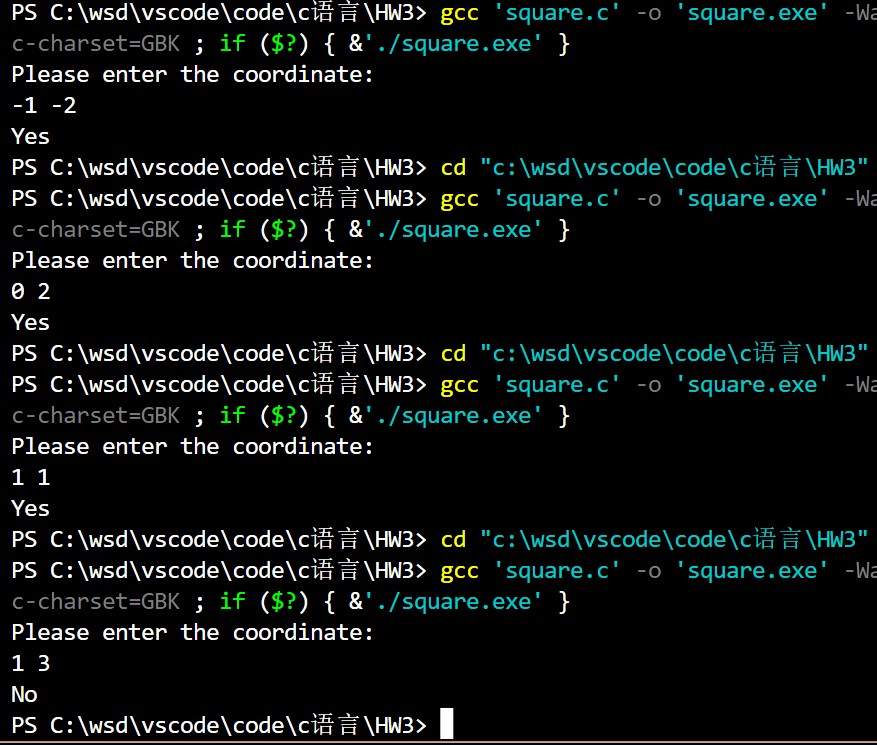 PS C:\wsd\vscode\code\c语言\HW3> gcc 'square.c' -o 'square.exe' -Wa
c-charset=GBK ; if ($?) { &'./square.exe' }
Please enter the coordinate:
-1 -2
Yes
PS C:\wsd\vscode\code\c语言\HW3> cd "c:\wsd\vscode\code\c语言\HW3"
PS C:\wsd\vscode\code\c语言\HW3> gcc 'square.c' -o 'square.exe' -Wa
c-charset=GBK ; if ($?) { &'./square.exe' }
Please enter the coordinate:
0 2
Yes
PS C:\wsd\vscode\code\c语言\HW3> cd "c:\wsd\vscode\code\c语言\HW3"
PS C:\wsd\vscode\code\c语言\HW3> gcc 'square.c' -o 'square.exe' -Wa
c-charset=GBK ; if ($?) { &'./square.exe' }
Please enter the coordinate:
1 1
Yes
PS C:\wsd\vscode\code\c语言\HW3> cd "c:\wsd\vscode\code\c语言\HW3"
PS C:\wsd\vscode\code\c语言\HW3> gcc 'square.c' -o 'square.exe' -Wa
c-charset=GBK ; if ($?) { &'./square.exe' }
Please enter the coordinate:
1 3
No
PS C:\wsd\vscode\code\c语言\HW3>